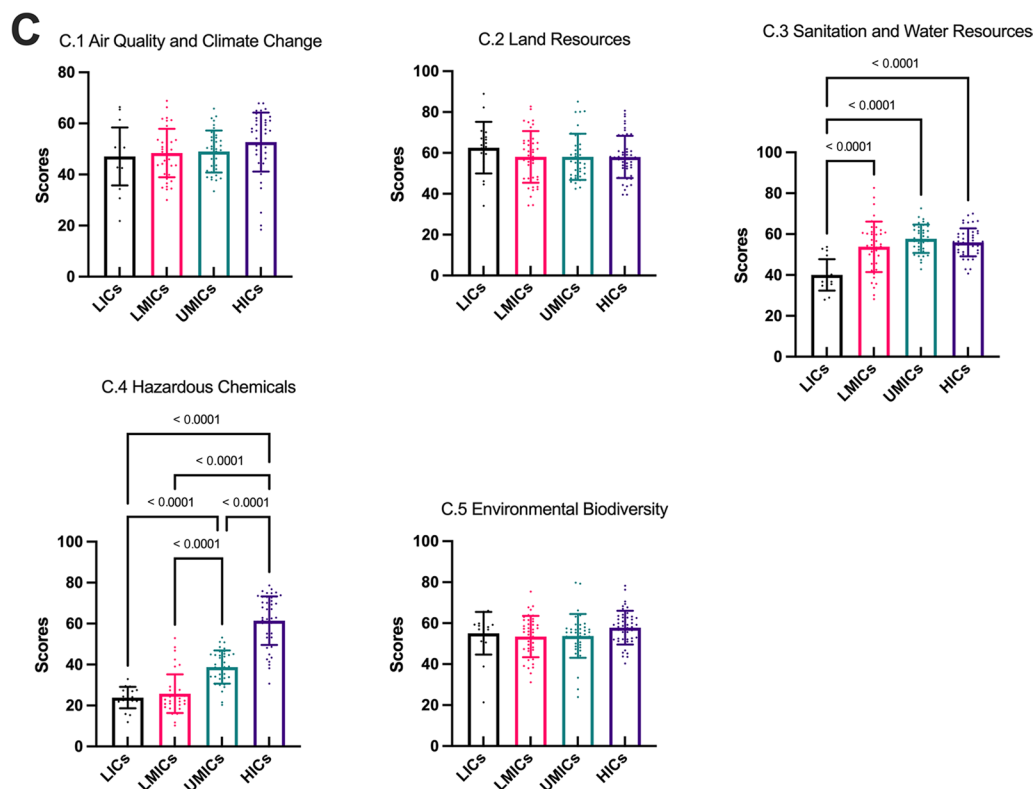 C
C.1 Air Quality and Climate Change
80
60
40
20
0
Scores
LICs
LMICs
UMICs
HICs
C.2 Land Resources
100
80
60
40
20
0
Scores
LICs
LMICs
UMICs
HICs
C.3 Sanitation and Water Resources
< 0.0001
< 0.0001
< 0.0001
100
80
60
40
20
0
Scores
LICs
LMICs
UMICs
HICs
C.4 Hazardous Chemicals
< 0.0001
< 0.0001
< 0.0001 < 0.0001
< 0.0001
100
80
60
40
20
0
Scores
LICs
LMICs
UMICs
HICs
C.5 Environmental Biodiversity
100
80
60
40
20
0
Scores
LICs
LMICs
UMICs
HICs